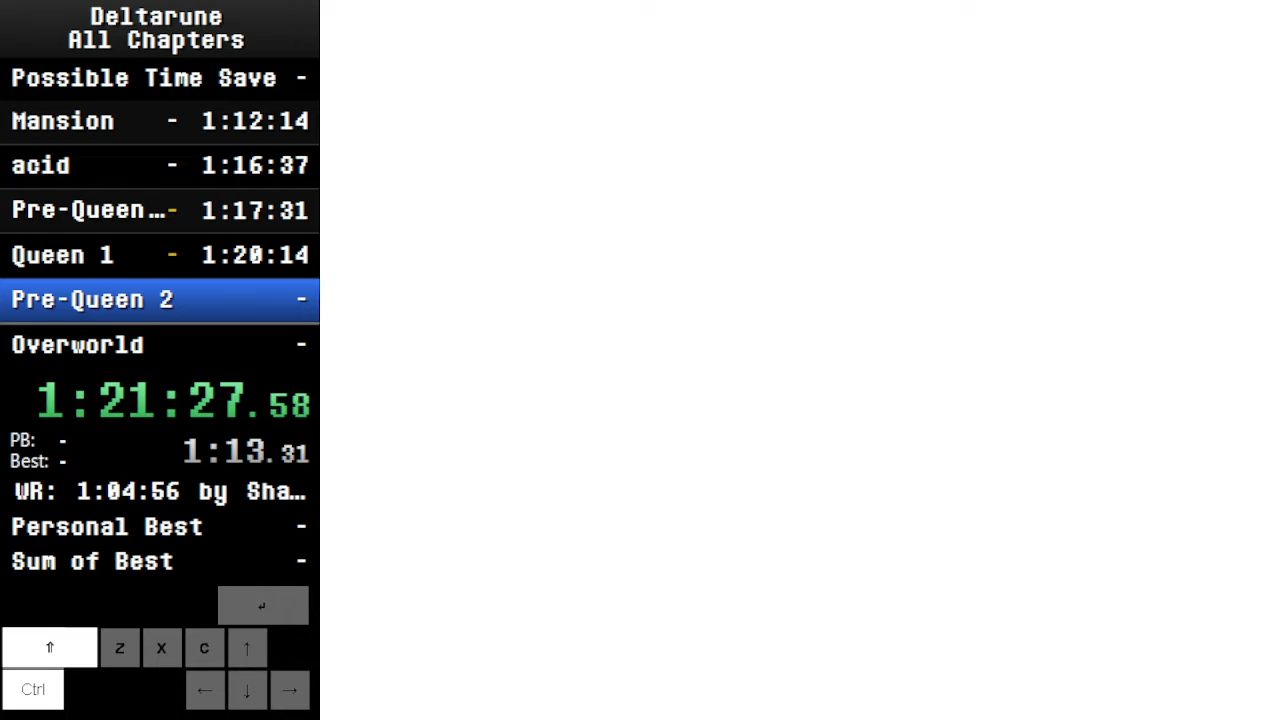 Deltarune
All Chapters
Possible Time Save -
Mansion - 1:12:14
acid - 1:16:37
Pre-Queen…- 1:17:31
Queen 1 - 1:20:14
Pre-Queen 2 -
Overworld -
1:21:27.58
PB: -
Best: -
1:13.31
WR: 1:04:56 by Sha…
Personal Best -
Sum of Best -
↵
⇑ Z X C ↑
Ctrl ← ↓ →